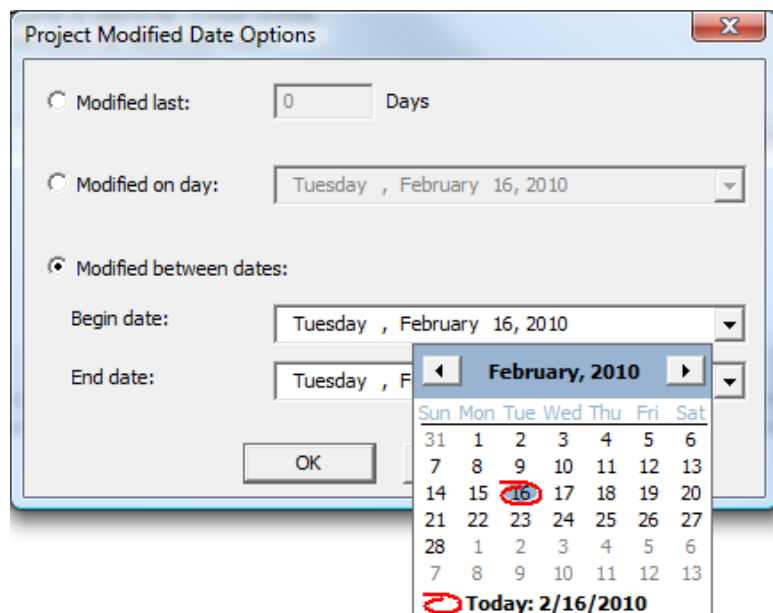 Project Modified Date Options
Modified last: 0 Days
Modified on day: Tuesday , February 16, 2010
Modified between dates:
Begin date: Tuesday , February 16, 2010
End date: Tuesday , F
February, 2010
Sun Mon Tue Wed Thu Fri Sat
31 1 2 3 4 5 6
7 8 9 10 11 12 13
14 15 16 17 18 19 20
21 22 23 24 25 26 27
28 1 2 3 4 5 6
7 8 9 10 11 12 13
Today: 2/16/2010
OK